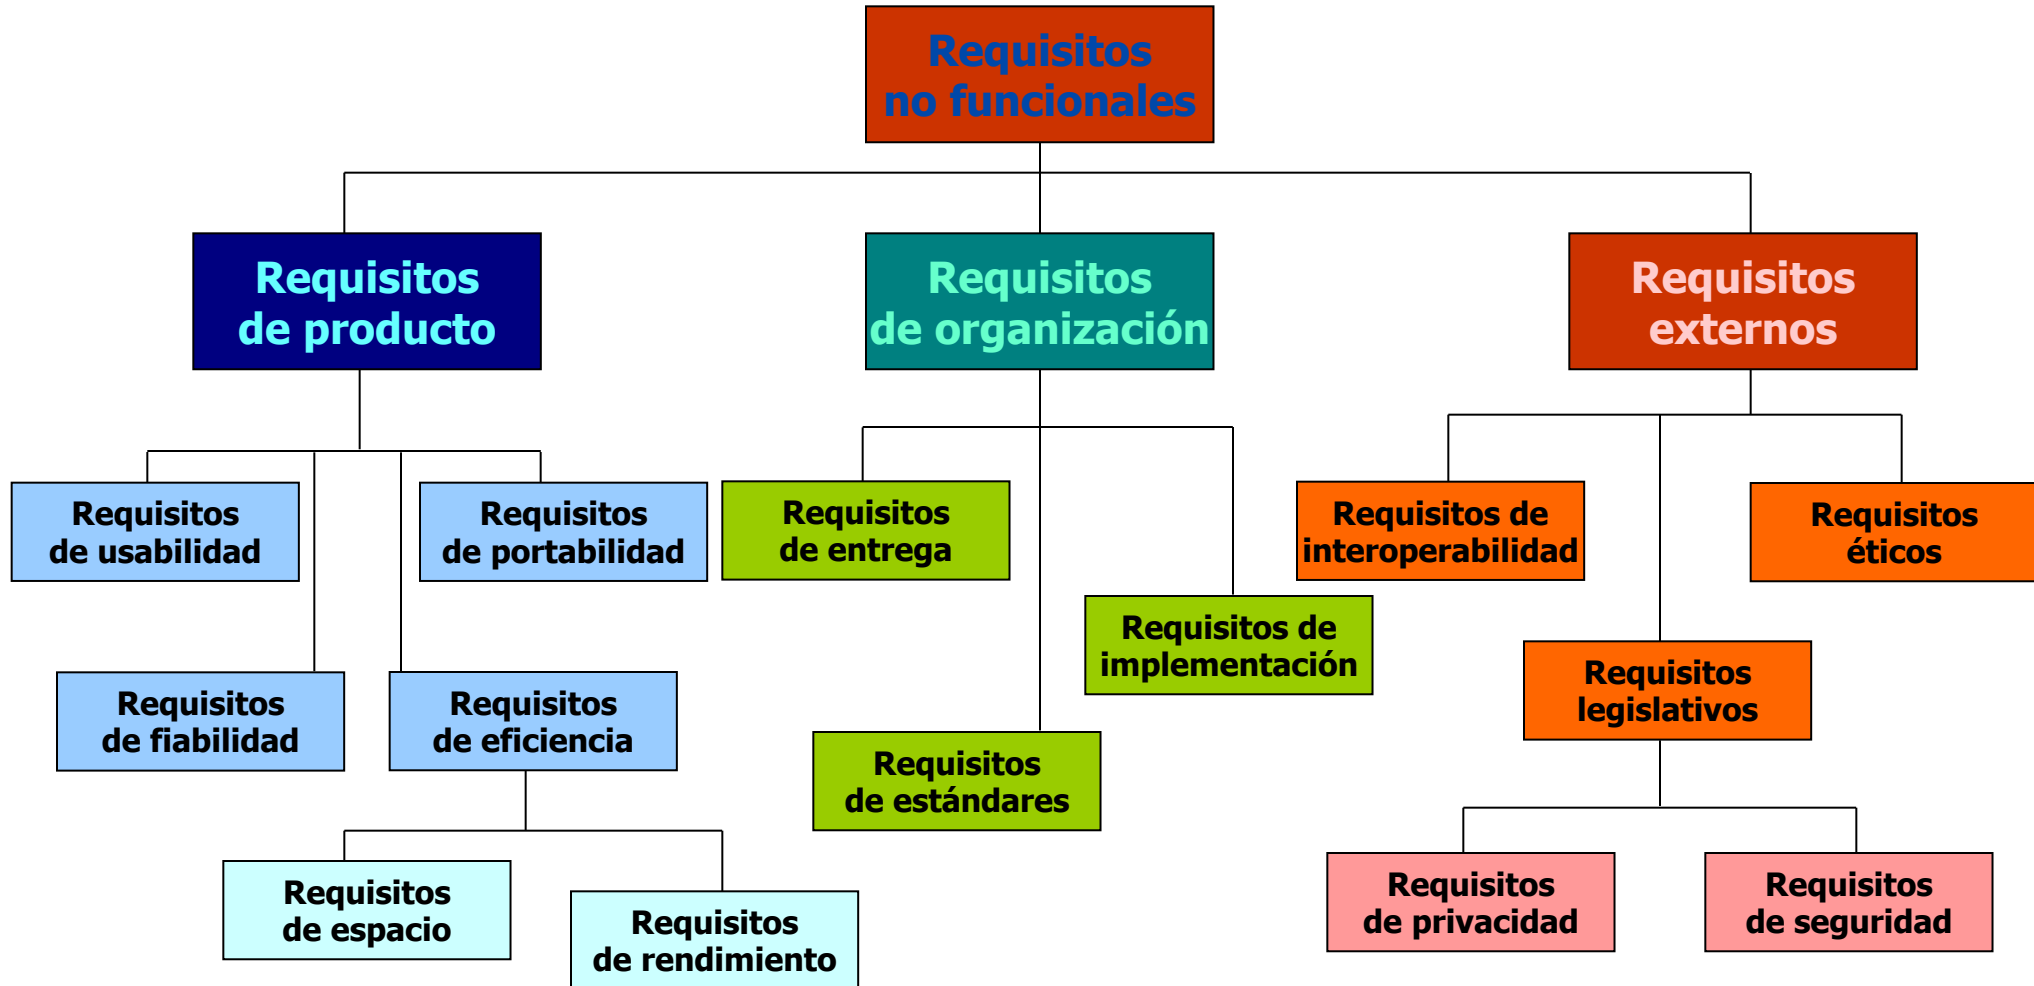 Requisitos
no funcionales
Requisitos
de producto
Requisitos
de organización
Requisitos
externos
Requisitos
de usabilidad
Requisitos
de portabilidad
Requisitos
de entrega
Requisitos de
interoperabilidad
Requisitos
éticos
Requisitos de
implementación
Requisitos
de fiabilidad
Requisitos
de eficiencia
Requisitos
legislativos
Requisitos
de estándares
Requisitos
de espacio
Requisitos
de rendimiento
Requisitos
de privacidad
Requisitos
de seguridad